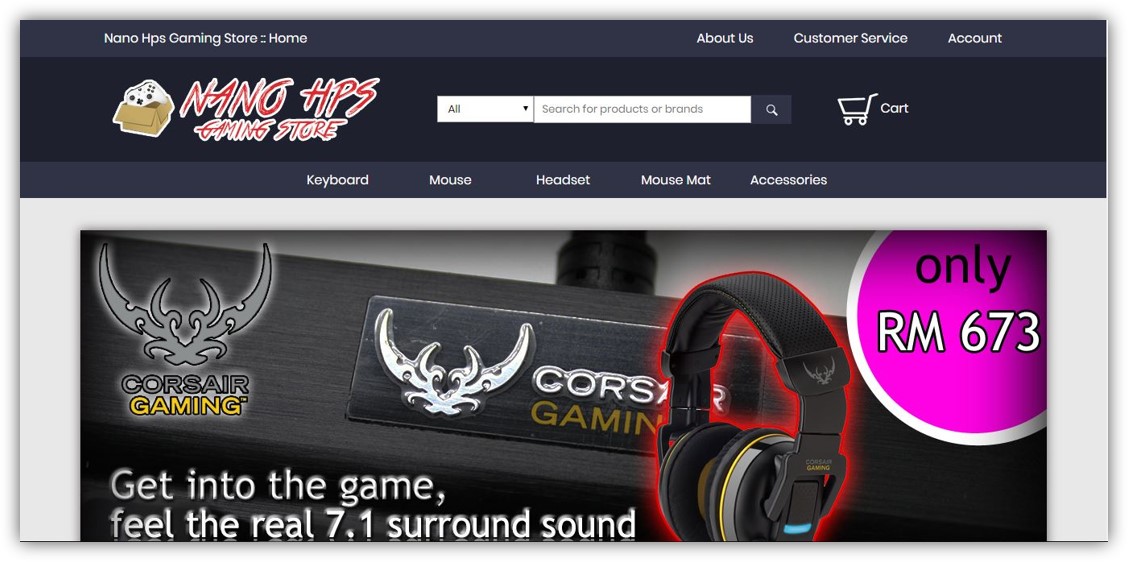 Nano Hps Gaming Store :: Home
About Us
Customer Service
Account
NANO HPS
GAMING STORE
All
Search for products or brands
Cart
Keyboard
Mouse
Headset
Mouse Mat
Accessories
only
RM 673
CORSAIR
GAMING™
CORSAIR
GAMING
CORSAIR
GAMING
Get into the game,
feel the real 7.1 surround sound